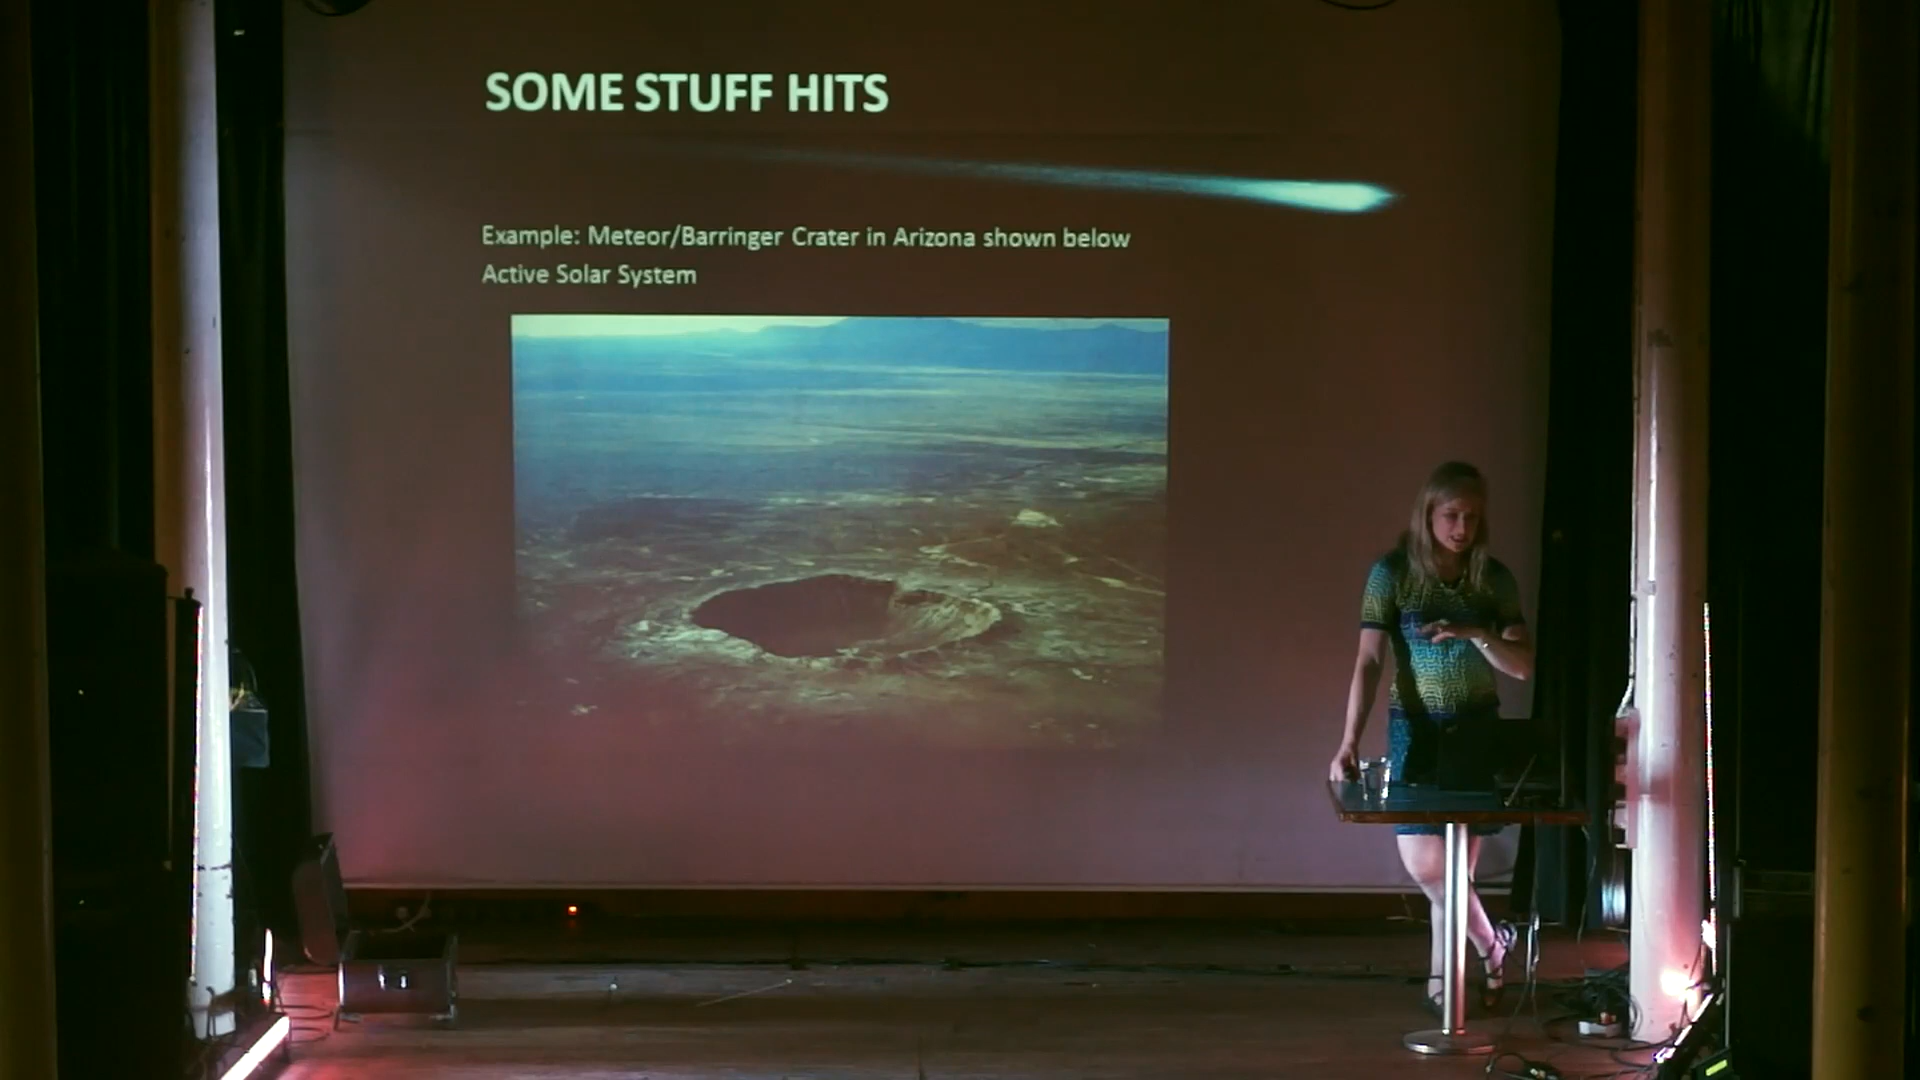 SOME STUFF HITS
Example: Meteor/Barringer Crater in Arizona shown below
Active Solar System